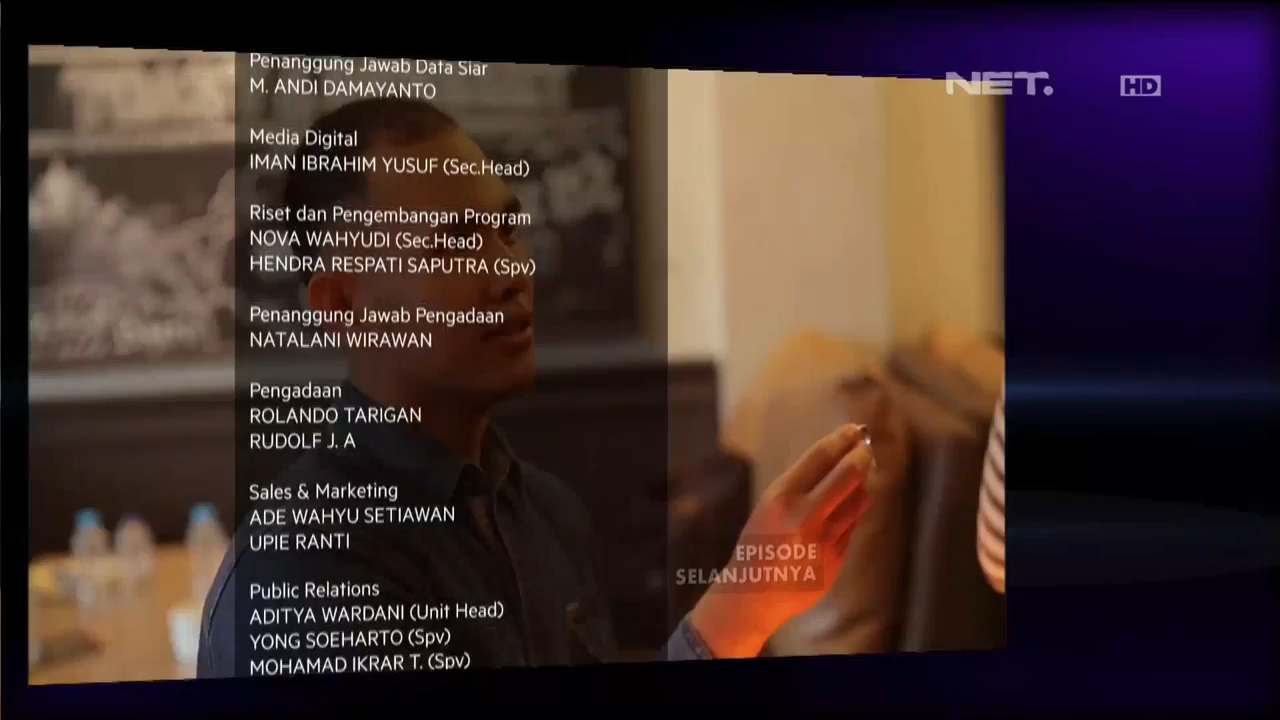 Penanggung Jawab Data Siar
M. ANDI DAMAYANTO
Media Digital
IMAN IBRAHIM YUSUF (Sec.Head)
Riset dan Pengembangan Program
NOVA WAHYUDI (Sec.Head)
HENDRA RESPATI SAPUTRA (Spv)
Penanggung Jawab Pengadaan
NATALANI WIRAWAN
Pengadaan
ROLANDO TARIGAN
RUDOLF J. A
Sales & Marketing
ADE WAHYU SETIAWAN
UPIE RANTI
Public Relations
ADITYA WARDANI (Unit Head)
YONG SOEHARTO (Spv)
MOHAMAD IKRAR T. (Spv)
EPISODE
SELANJUTNYA
NET.
HD